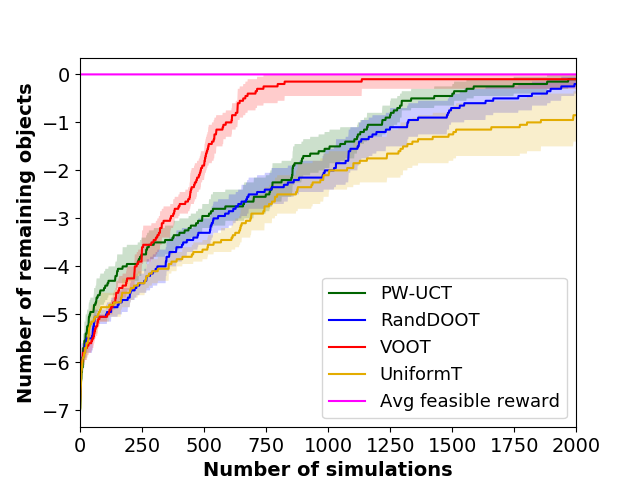 Number of remaining objects
0
−1
−2
−3
−4
−5
−6
−7
PW-UCT
RandDOOT
VOOT
UniformT
Avg feasible reward
0 250 500 750 1000 1250 1500 1750 2000
Number of simulations